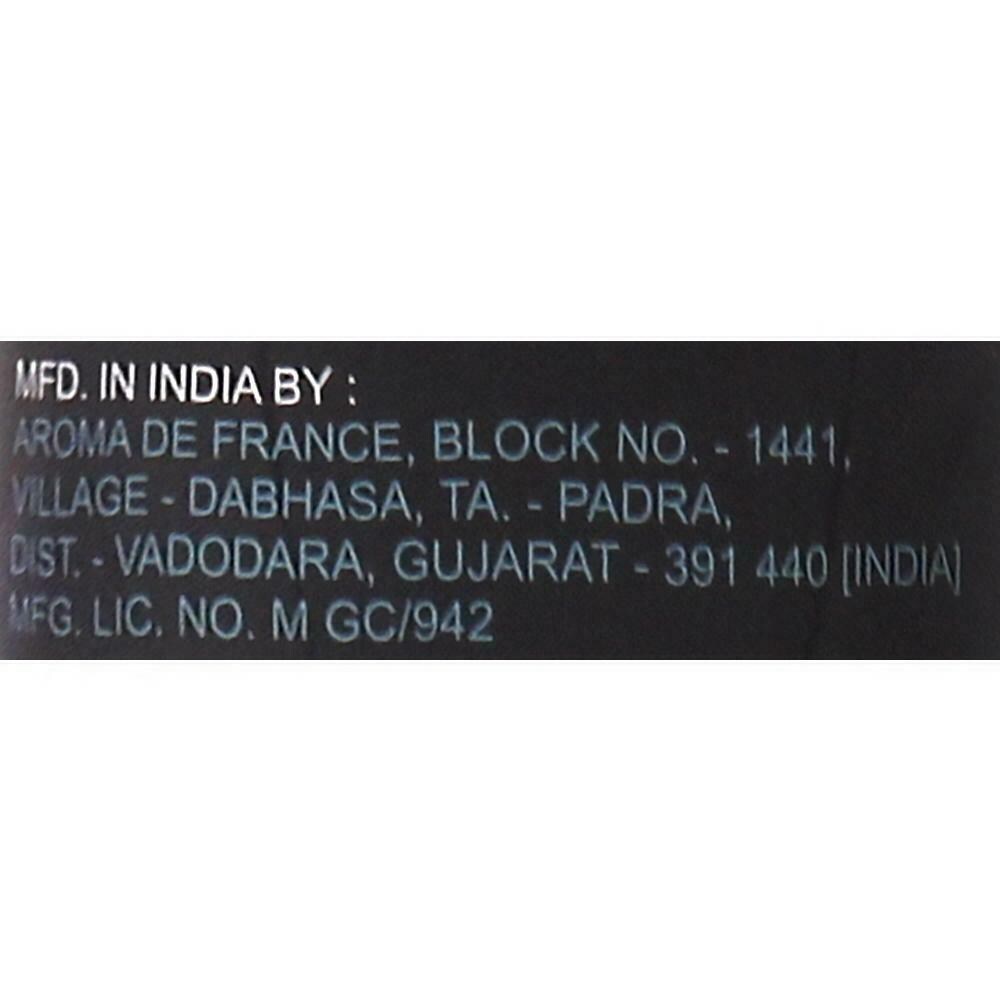 MFD. IN INDIA BY :
AROMA DE FRANCE, BLOCK NO. - 1441,
VILLAGE - DABHASA, TA. - PADRA,
DIST. - VADODARA, GUJARAT - 391 440 [INDIA]
MFG. LIC. NO. M GC/942